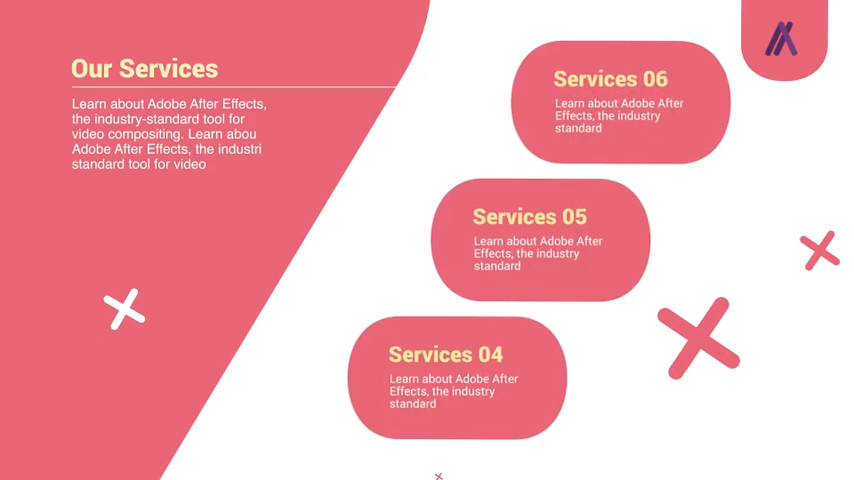 Our Services
Learn about Adobe After Effects,
the industry-standard tool for
video compositing. Learn abou
Adobe After Effects, the industri
standard tool for video
Services 06
Learn about Adobe After
Effects, the industry
standard
Services 05
Learn about Adobe After
Effects, the industry
standard
Services 04
Learn about Adobe After
Effects, the industry
standard